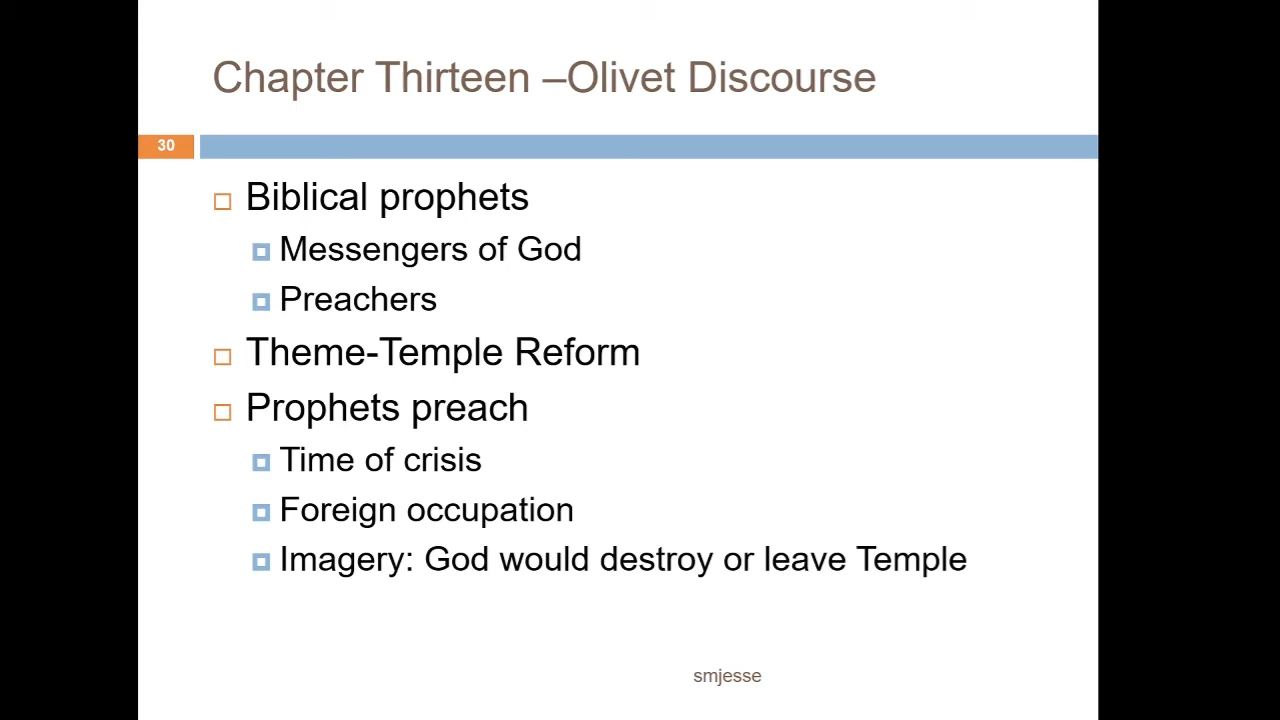 Chapter Thirteen –Olivet Discourse
30
Biblical prophets
Messengers of God
Preachers
Theme-Temple Reform
Prophets preach
Time of crisis
Foreign occupation
Imagery: God would destroy or leave Temple
smjesse